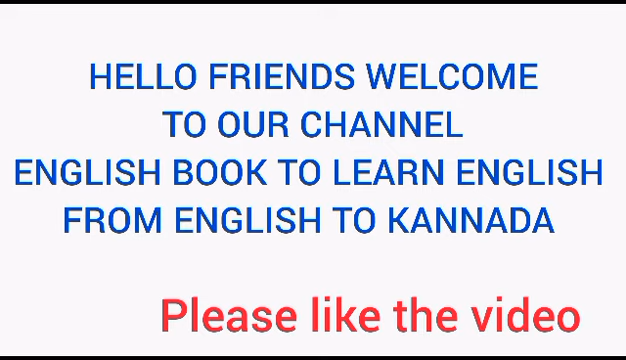 HELLO FRIENDS WELCOME
TO OUR CHANNEL
ENGLISH BOOK TO LEARN ENGLISH
FROM ENGLISH TO KANNADA
Please like the video